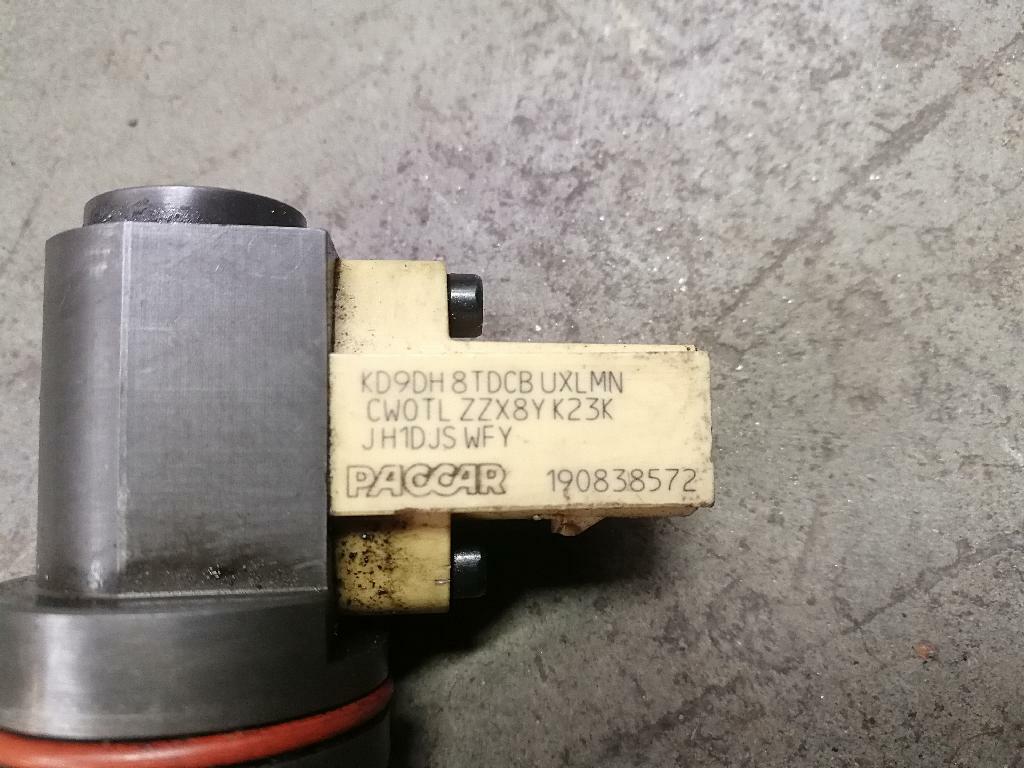 KD9DH 8TDCB UXLMN
CW0TL ZZX8Y K23K
JH1DJS WFY
PACCAR 190838572